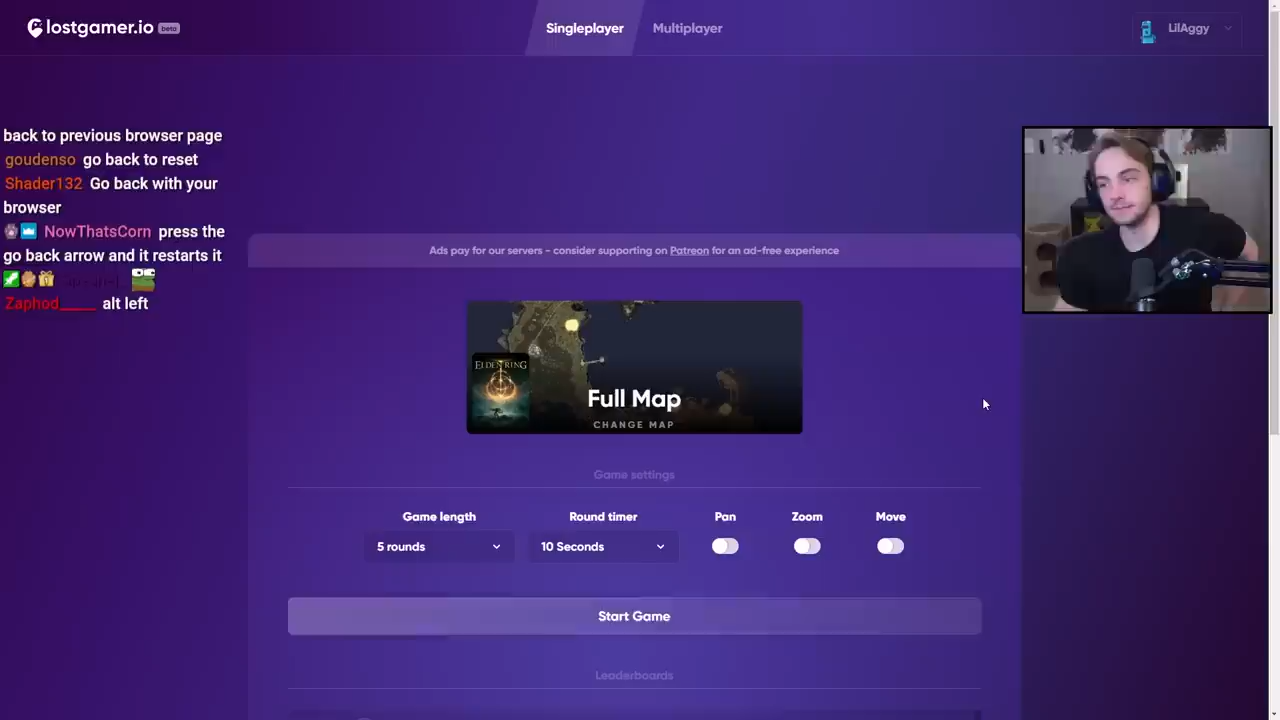 lostgamer.io beta
Singleplayer
Multiplayer
LilAggy
back to previous browser page
goudenso go back to reset
Shader132 Go back with your
browser
NowThatsCorn press the
go back arrow and it restarts it
Zaphod_____ alt left
Ads pay for our servers - consider supporting on Patreon for an ad-free experience
ELDEN RING
Full Map
CHANGE MAP
Game settings
Game length
Round timer
Pan
Zoom
Move
5 rounds
10 Seconds
Start Game
Leaderboards